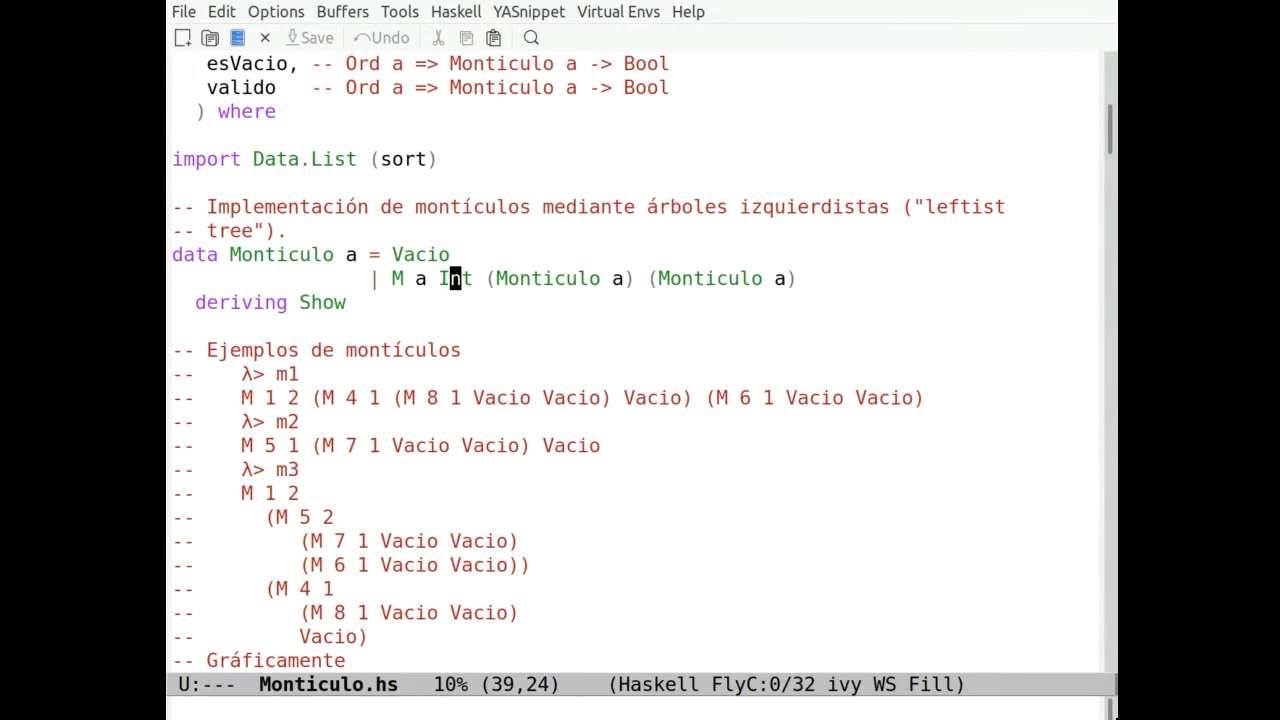 File Edit Options Buffers Tools Haskell YASnippet Virtual Envs Help
Save Undo
esVacio, -- Ord a => Monticulo a -> Bool
valido   -- Ord a => Monticulo a -> Bool
) where
import Data.List (sort)
-- Implementación de montículos mediante árboles izquierdistas ("leftist
-- tree").
data Monticulo a = Vacio
| M a Int (Monticulo a) (Monticulo a)
deriving Show
-- Ejemplos de montículos
--    λ> m1
--    M 1 2 (M 4 1 (M 8 1 Vacio Vacio) Vacio) (M 6 1 Vacio Vacio)
--    λ> m2
--    M 5 1 (M 7 1 Vacio Vacio) Vacio
--    λ> m3
--    M 1 2
--      (M 5 2
--         (M 7 1 Vacio Vacio)
--         (M 6 1 Vacio Vacio))
--      (M 4 1
--         (M 8 1 Vacio Vacio)
--         Vacio)
-- Gráficamente
U:--- Monticulo.hs 10% (39,24) (Haskell FlyC:0/32 ivy WS Fill)